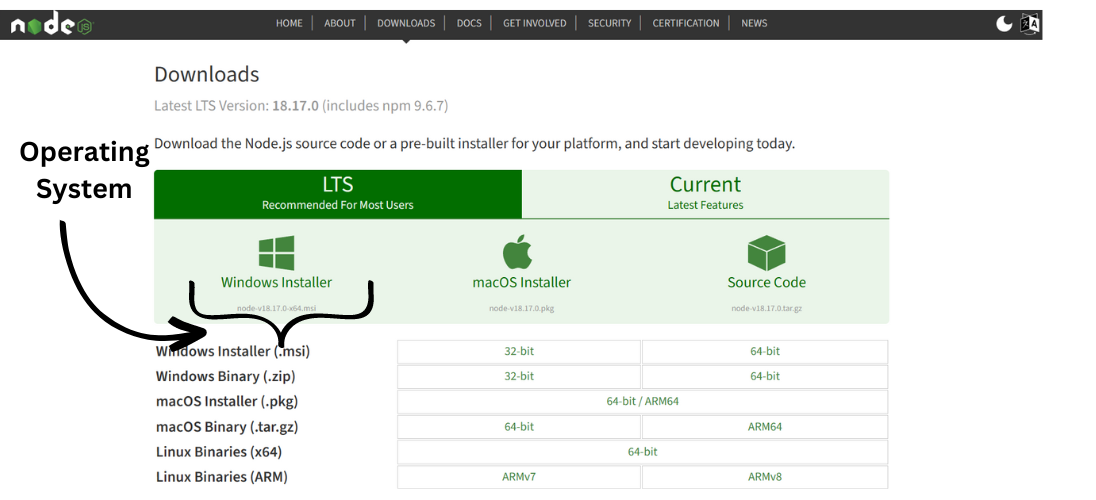 node JS
HOME ABOUT DOWNLOADS DOCS GET INVOLVED SECURITY CERTIFICATION NEWS
Downloads
Latest LTS Version: 18.17.0 (includes npm 9.6.7)
Download the Node.js source code or a pre-built installer for your platform, and start developing today.
Operating
System
LTS
Recommended For Most Users
Current
Latest Features
Windows Installer
node-v18.17.0-x64.msi
macOS Installer
node-v18.17.0.pkg
Source Code
node-v18.17.0.tar.gz
Windows Installer (.msi) 32-bit 64-bit
Windows Binary (.zip) 32-bit 64-bit
macOS Installer (.pkg) 64-bit / ARM64
macOS Binary (.tar.gz) 64-bit ARM64
Linux Binaries (x64) 64-bit
Linux Binaries (ARM) ARMv7 ARMv8